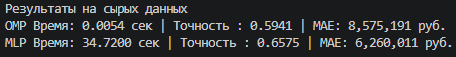 Результаты на сырых данных
OMP Время: 0.0054 сек | Точность : 0.5941 | MAE: 8,575,191 руб.
MLP Время: 34.7200 сек | Точность : 0.6575 | MAE: 6,260,011 руб.